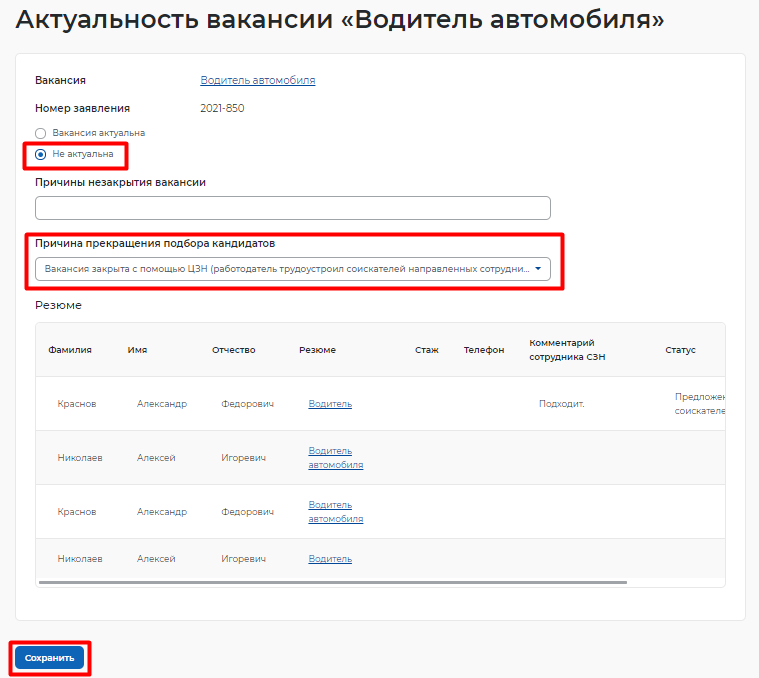 Актуальность вакансии «Водитель автомобиля»
Вакансия Водитель автомобиля
Номер заявления 2021-850
Вакансия актуальна
Не актуальна
Причины незакрытия вакансии
Причина прекращения подбора кандидатов
Вакансия закрыта с помощью ЦЗН (работодатель трудоустроил соискателей направленных сотрудни...
Резюме
Фамилия Имя Отчество Резюме Стаж Телефон Комментарий сотрудника СЗН Статус
Краснов Александр Федорович Водитель Подходит. Предложен соискателе
Николаев Алексей Игоревич Водитель автомобиля
Краснов Александр Федорович Водитель автомобиля
Николаев Алексей Игоревич Водитель
Сохранить